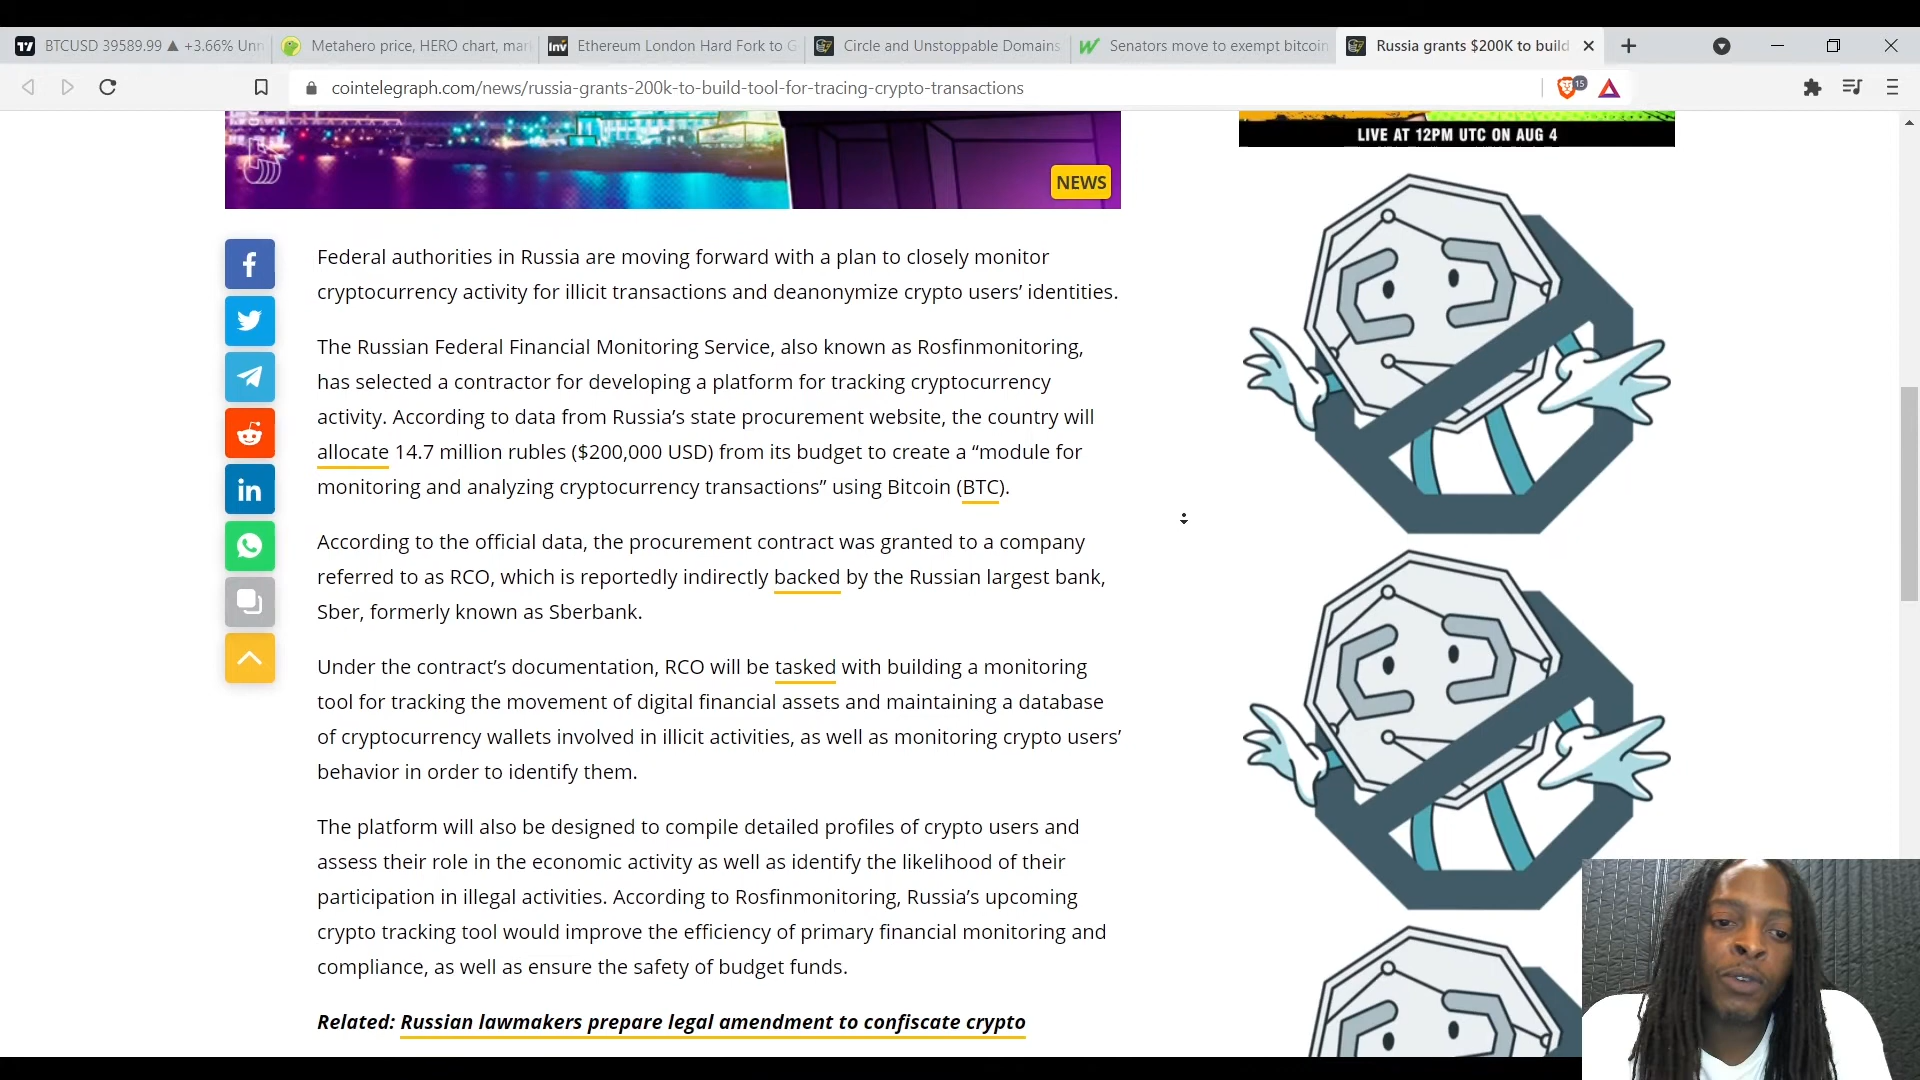 BTCUSD 39589.99 ▲ +3.66% Unn
Metahero price, HERO chart, mar
Inv
Ethereum London Hard Fork to G
Circle and Unstoppable Domains
Senators move to exempt bitcoin
Russia grants $200K to build
cointelegraph.com/news/russia-grants-200k-to-build-tool-for-tracing-crypto-transactions
15
LIVE AT 12PM UTC ON AUG 4
NEWS
Federal authorities in Russia are moving forward with a plan to closely monitor
cryptocurrency activity for illicit transactions and deanonymize crypto users’ identities.
The Russian Federal Financial Monitoring Service, also known as Rosfinmonitoring,
has selected a contractor for developing a platform for tracking cryptocurrency
activity. According to data from Russia’s state procurement website, the country will
allocate 14.7 million rubles ($200,000 USD) from its budget to create a “module for
monitoring and analyzing cryptocurrency transactions” using Bitcoin (BTC).
According to the official data, the procurement contract was granted to a company
referred to as RCO, which is reportedly indirectly backed by the Russian largest bank,
Sber, formerly known as Sberbank.
Under the contract’s documentation, RCO will be tasked with building a monitoring
tool for tracking the movement of digital financial assets and maintaining a database
of cryptocurrency wallets involved in illicit activities, as well as monitoring crypto users’
behavior in order to identify them.
The platform will also be designed to compile detailed profiles of crypto users and
assess their role in the economic activity as well as identify the likelihood of their
participation in illegal activities. According to Rosfinmonitoring, Russia’s upcoming
crypto tracking tool would improve the efficiency of primary financial monitoring and
compliance, as well as ensure the safety of budget funds.
Related: Russian lawmakers prepare legal amendment to confiscate crypto